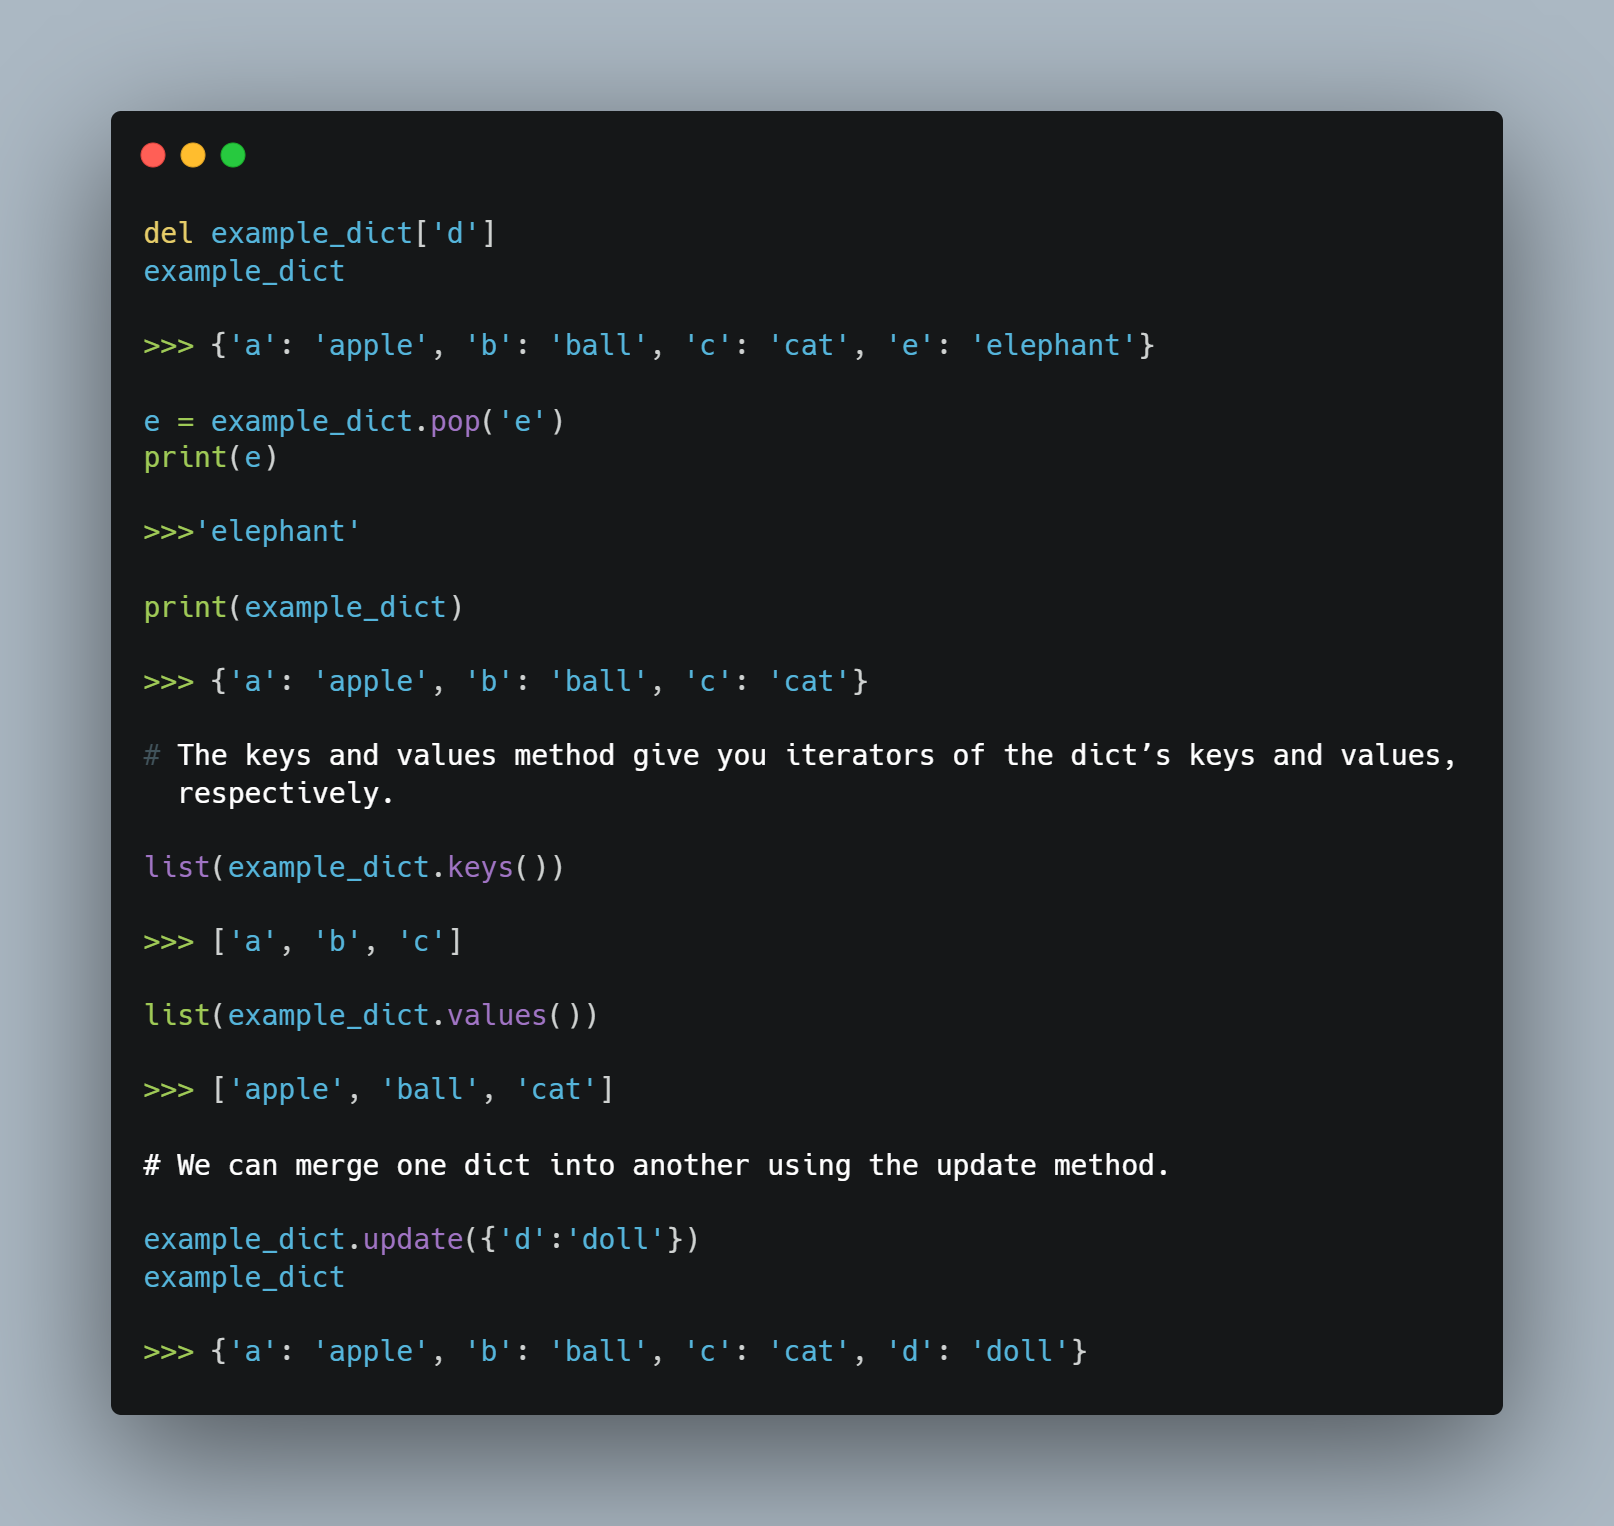 del example_dict['d']
example_dict
>>> {'a': 'apple', 'b': 'ball', 'c': 'cat', 'e': 'elephant'}
e = example_dict.pop('e')
print(e)
>>>'elephant'
print(example_dict)
>>> {'a': 'apple', 'b': 'ball', 'c': 'cat'}
# The keys and values method give you iterators of the dict’s keys and values,
respectively.
list(example_dict.keys())
>>> ['a', 'b', 'c']
list(example_dict.values())
>>> ['apple', 'ball', 'cat']
# We can merge one dict into another using the update method.
example_dict.update({'d':'doll'})
example_dict
>>> {'a': 'apple', 'b': 'ball', 'c': 'cat', 'd': 'doll'}